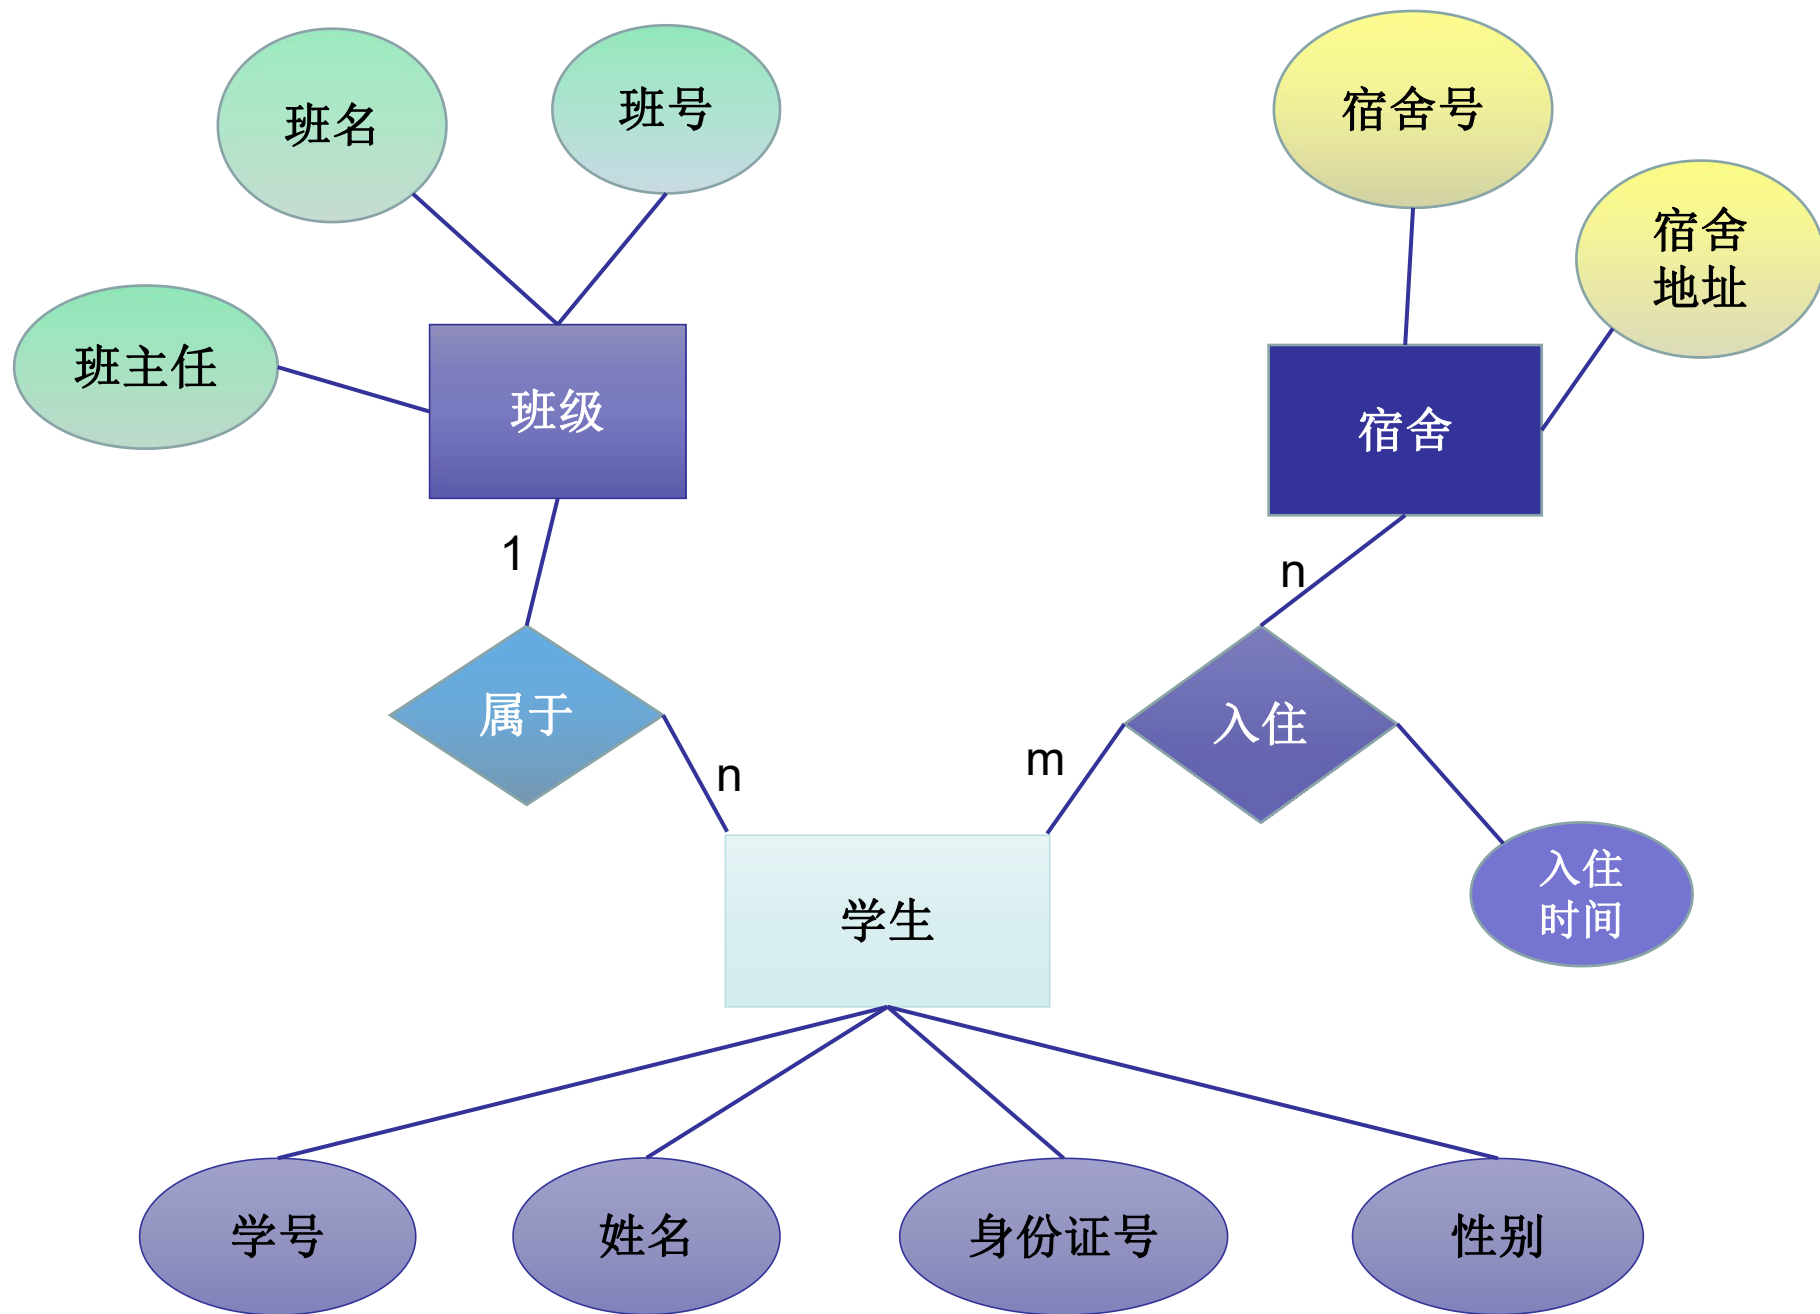 班名
班号
宿舍号
宿舍
地址
班主任
班级
宿舍
1
n
属于
入住
n
m
学生
入住
时间
学号
姓名
身份证号
性别